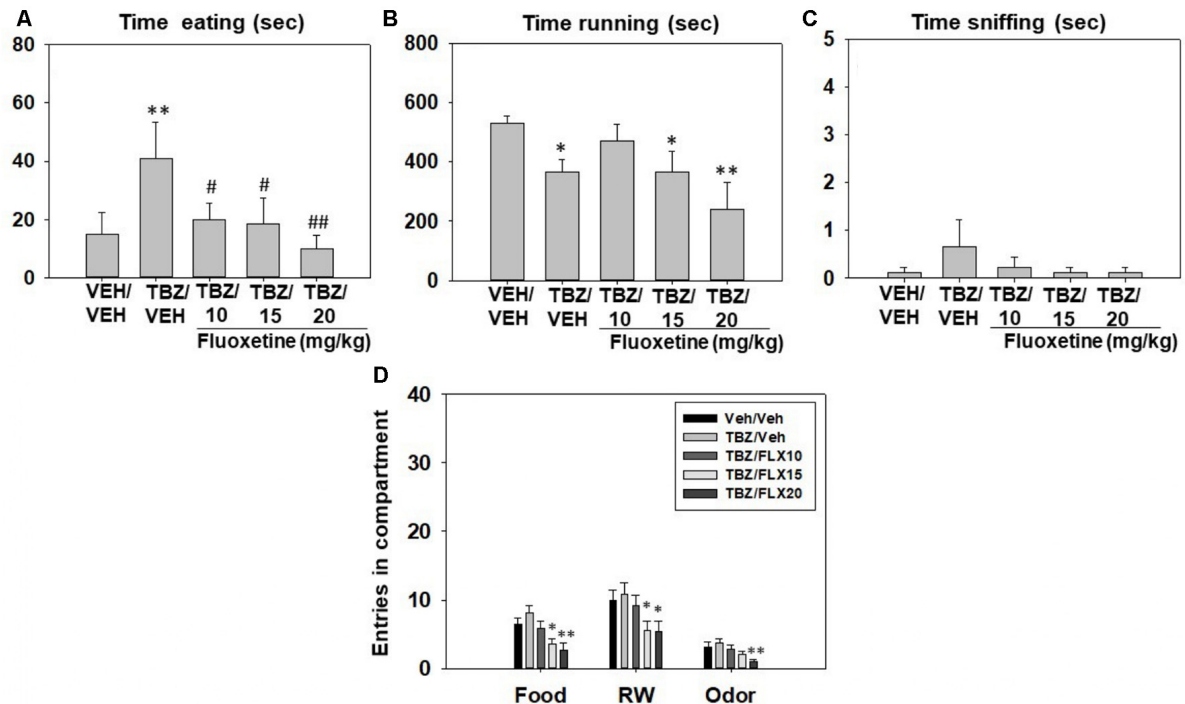 A
Time eating (sec)
80
60
40
20
0
**
#
#
##
VEH/ TBZ/ TBZ/ TBZ/ TBZ/
VEH VEH 10 15 20
Fluoxetine (mg/kg)
B
Time running (sec)
800
600
400
200
0
*
*
**
VEH/ TBZ/ TBZ/ TBZ/ TBZ/
VEH VEH 10 15 20
Fluoxetine (mg/kg)
C
Time sniffing (sec)
5
4
3
2
1
0
VEH/ TBZ/ TBZ/ TBZ/ TBZ/
VEH VEH 10 15 20
Fluoxetine (mg/kg)
D
Entries in compartment
40
30
20
10
0
Veh/Veh
TBZ/Veh
TBZ/FLX10
TBZ/FLX15
TBZ/FLX20
* **
* *
**
Food RW Odor